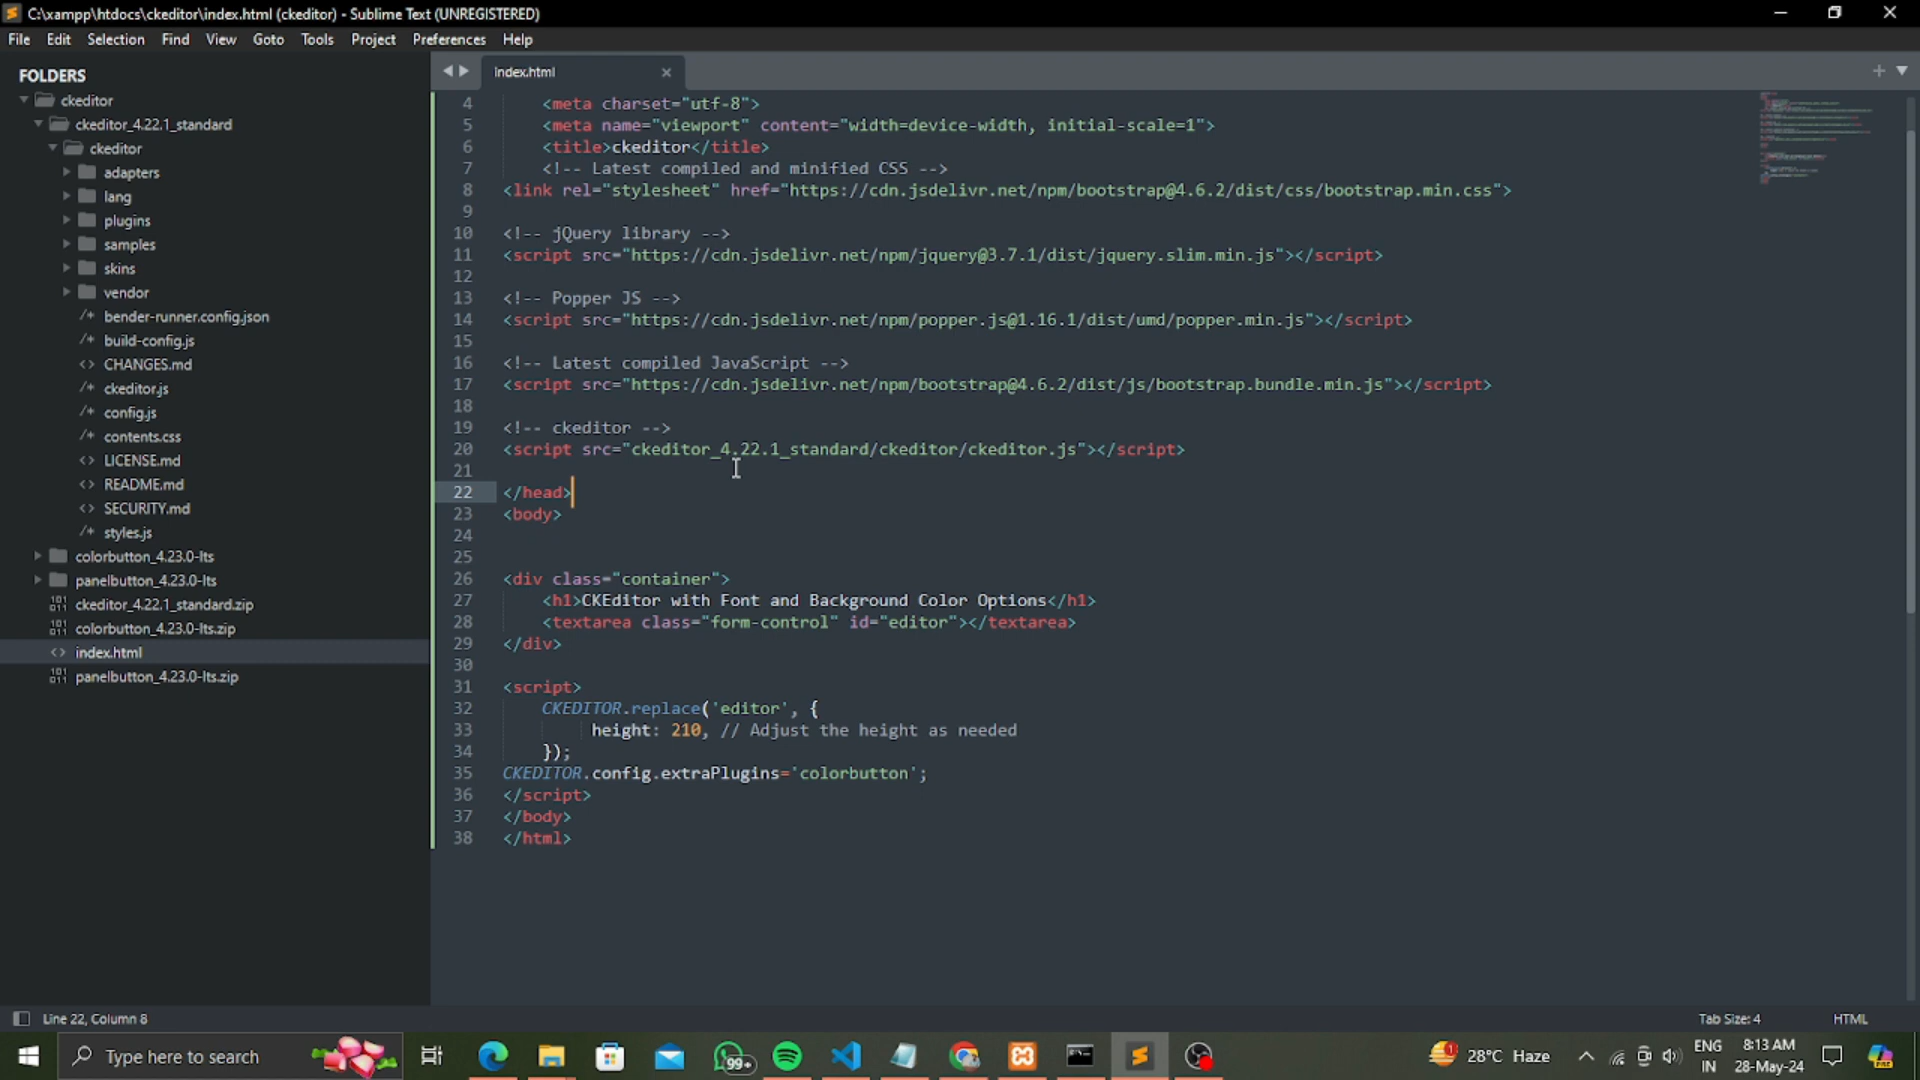 C:\xampp\htdocs\ckeditor\index.html (ckeditor) - Sublime Text (UNREGISTERED)
File Edit Selection Find View Goto Tools Project Preferences Help
FOLDERS
ckeditor
ckeditor_4.22.1_standard
ckeditor
adapters
lang
plugins
samples
skins
vendor
/* bender-runner.config.json
/* build-config.js
<> CHANGES.md
/* ckeditor.js
/* config.js
/* contents.css
<> LICENSE.md
<> README.md
<> SECURITY.md
/* styles.js
colorbutton_4.23.0-lts
panelbutton_4.23.0-lts
ckeditor_4.22.1_standard.zip
colorbutton_4.23.0-lts.zip
<> index.html
panelbutton_4.23.0-lts.zip
index.html
4 <meta charset="utf-8">
5 <meta name="viewport" content="width=device-width, initial-scale=1">
6 <title>ckeditor</title>
7 <!-- Latest compiled and minified CSS -->
8 <link rel="stylesheet" href="https://cdn.jsdelivr.net/npm/bootstrap@4.6.2/dist/css/bootstrap.min.css">
9
10 <!-- jQuery library -->
11 <script src="https://cdn.jsdelivr.net/npm/jquery@3.7.1/dist/jquery.slim.min.js"></script>
12
13 <!-- Popper JS -->
14 <script src="https://cdn.jsdelivr.net/npm/popper.js@1.16.1/dist/umd/popper.min.js"></script>
15
16 <!-- Latest compiled JavaScript -->
17 <script src="https://cdn.jsdelivr.net/npm/bootstrap@4.6.2/dist/js/bootstrap.bundle.min.js"></script>
18
19 <!-- ckeditor -->
20 <script src="ckeditor_4.22.1_standard/ckeditor/ckeditor.js"></script>
21
22 </head>
23 <body>
24
25
26 <div class="container">
27 <h1>CKEditor with Font and Background Color Options</h1>
28 <textarea class="form-control" id="editor"></textarea>
29 </div>
30
31 <script>
32 CKEDITOR.replace('editor', {
33 height: 210, // Adjust the height as needed
34 });
35 CKEDITOR.config.extraPlugins='colorbutton';
36 </script>
37 </body>
38 </html>
Line 22, Column 8
Tab Size: 4
HTML
Type here to search
99+
28°C Haze
ENG
IN
8:13 AM
28-May-24